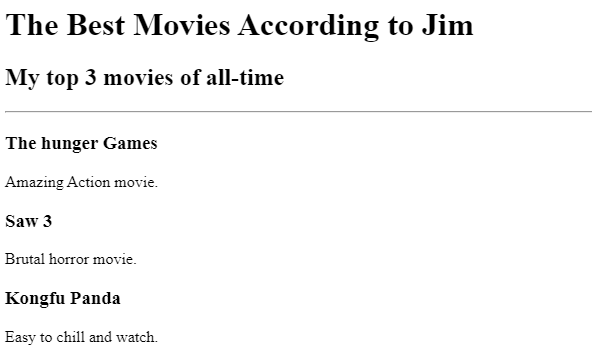 The Best Movies According to Jim
My top 3 movies of all-time
The hunger Games
Amazing Action movie.
Saw 3
Brutal horror movie.
Kongfu Panda
Easy to chill and watch.